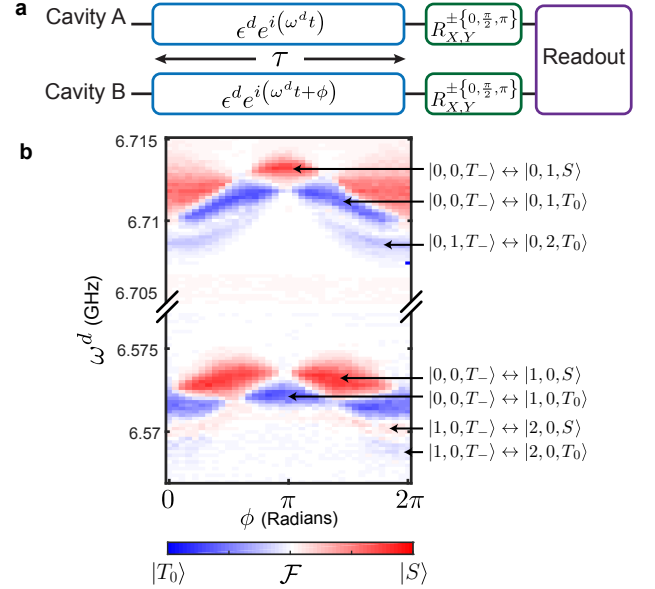 a
Cavity A
ϵ^d e^{i(ω^d t)}
R_{X,Y}^{±{0,π/2,π}}
τ
Readout
Cavity B
ϵ^d e^{i(ω^d t+ϕ)}
R_{X,Y}^{±{0,π/2,π}}
b
6.715
6.71
6.705
6.575
6.57
ω^d (GHz)
|0,0,T_−⟩ ↔ |0,1,S⟩
|0,0,T_−⟩ ↔ |0,1,T_0⟩
|0,1,T_−⟩ ↔ |0,2,T_0⟩
|0,0,T_−⟩ ↔ |1,0,S⟩
|0,0,T_−⟩ ↔ |1,0,T_0⟩
|1,0,T_−⟩ ↔ |2,0,S⟩
|1,0,T_−⟩ ↔ |2,0,T_0⟩
0 π 2π
ϕ (Radians)
|T_0⟩ ℱ |S⟩